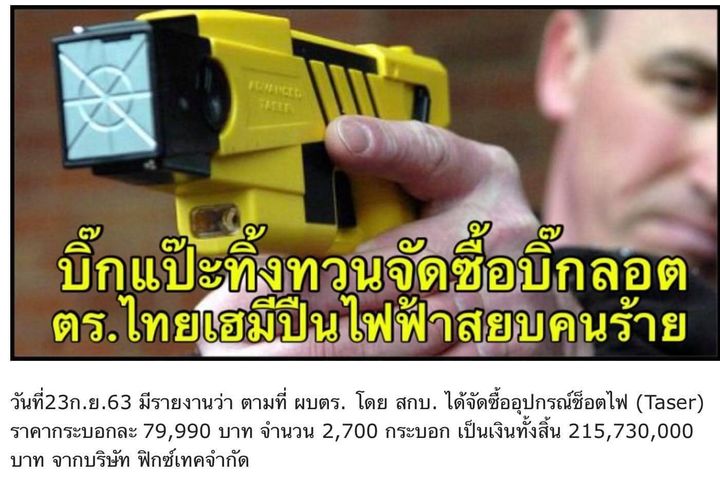 ADVANCED
TASER
บิ๊กแป๊ะทิ้งทวนจัดซื้อบิ๊กลอต
ตร.ไทยเฮมีปืนไฟฟ้าสยบคนร้าย
วันที่23ก.ย.63 มีรายงานว่า ตามที่ ผบตร. โดย สกบ. ได้จัดซื้ออุปกรณ์ช็อตไฟ (Taser)
ราคากระบอกละ 79,990 บาท จำนวน 2,700 กระบอก เป็นเงินทั้งสิ้น 215,730,000
บาท จากบริษัท ฟิกซ์เทคจำกัด